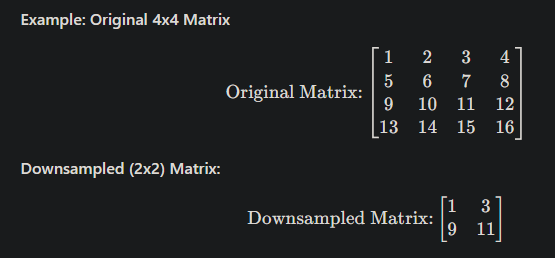 Example: Original 4x4 Matrix
Original Matrix:
1 2 3 4
5 6 7 8
9 10 11 12
13 14 15 16
Downsampled (2x2) Matrix:
Downsampled Matrix:
1 3
9 11